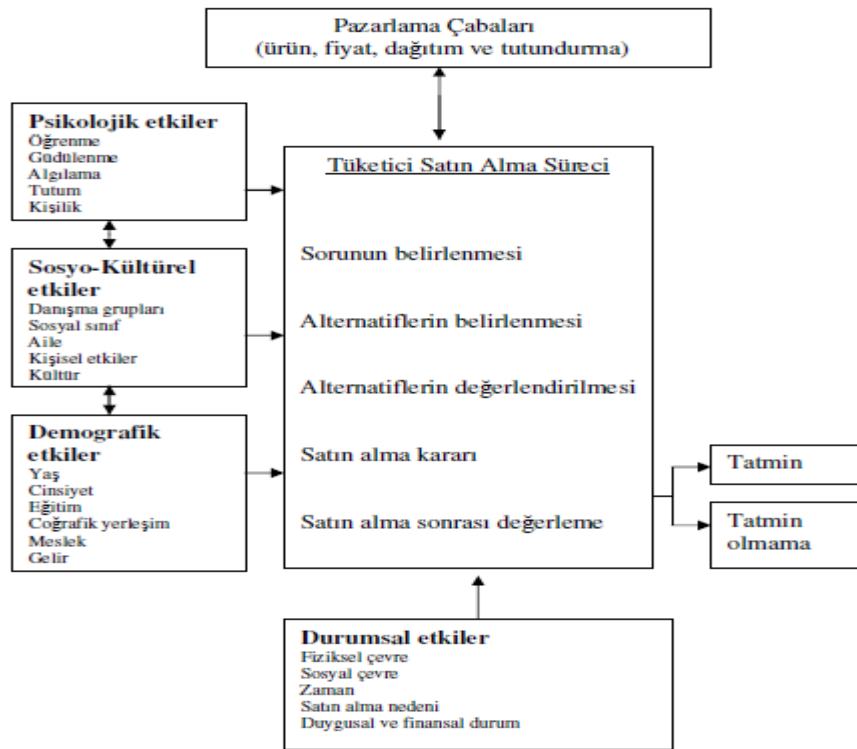 Pazarlama Çabaları
(ürün, fiyat, dağıtım ve tutundurma)
Psikolojik etkiler
Öğrenme
Güdülenme
Algılama
Tutum
Kişilik
Sosyo-Kültürel
etkiler
Danışma grupları
Sosyal sınıf
Aile
Kişisel etkiler
Kültür
Demografik
etkiler
Yaş
Cinsiyet
Eğitim
Coğrafik yerleşim
Meslek
Gelir
Tüketici Satın Alma Süreci
Sorunun belirlenmesi
Alternatiflerin belirlenmesi
Alternatiflerin değerlendirilmesi
Satın alma kararı
Satın alma sonrası değerleme
Tatmin
Tatmin
olmama
Durumsal etkiler
Fiziksel çevre
Sosyal çevre
Zaman
Satın alma nedeni
Duygusal ve finansal durum